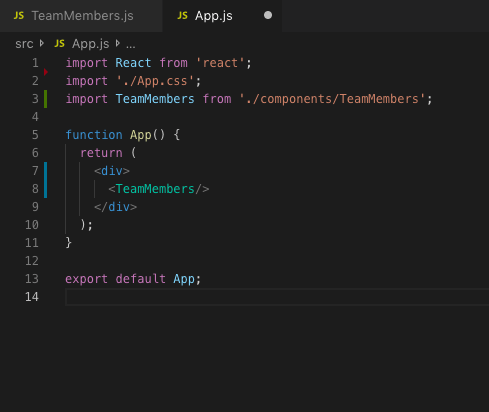 JS TeamMembers.js JS App.js
src JS App.js ...
1 import React from 'react';
2 import './App.css';
3 import TeamMembers from './components/TeamMembers';
4
5 function App() {
6   return (
7     <div>
8       <TeamMembers/>
9     </div>
10   );
11 }
12
13 export default App;
14